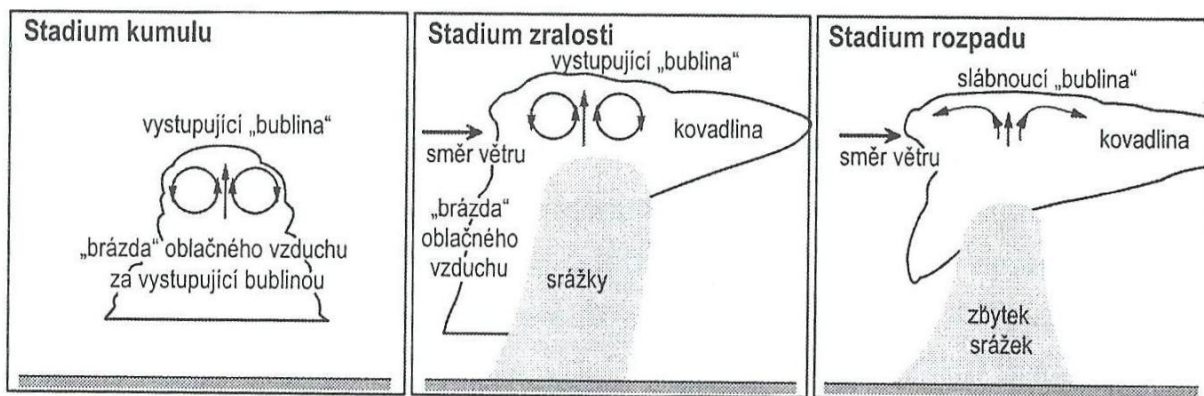 Stadium kumulu
vystupující „bublina“
„brázda“ oblačného vzduchu
za vystupující bublinou
Stadium zralosti
vystupující „bublina“
směr větru
kovadlina
„brázda“
oblačného
vzduchu
srážky
Stadium rozpadu
slábnoucí „bublina“
směr větru
kovadlina
zbytek
srážek